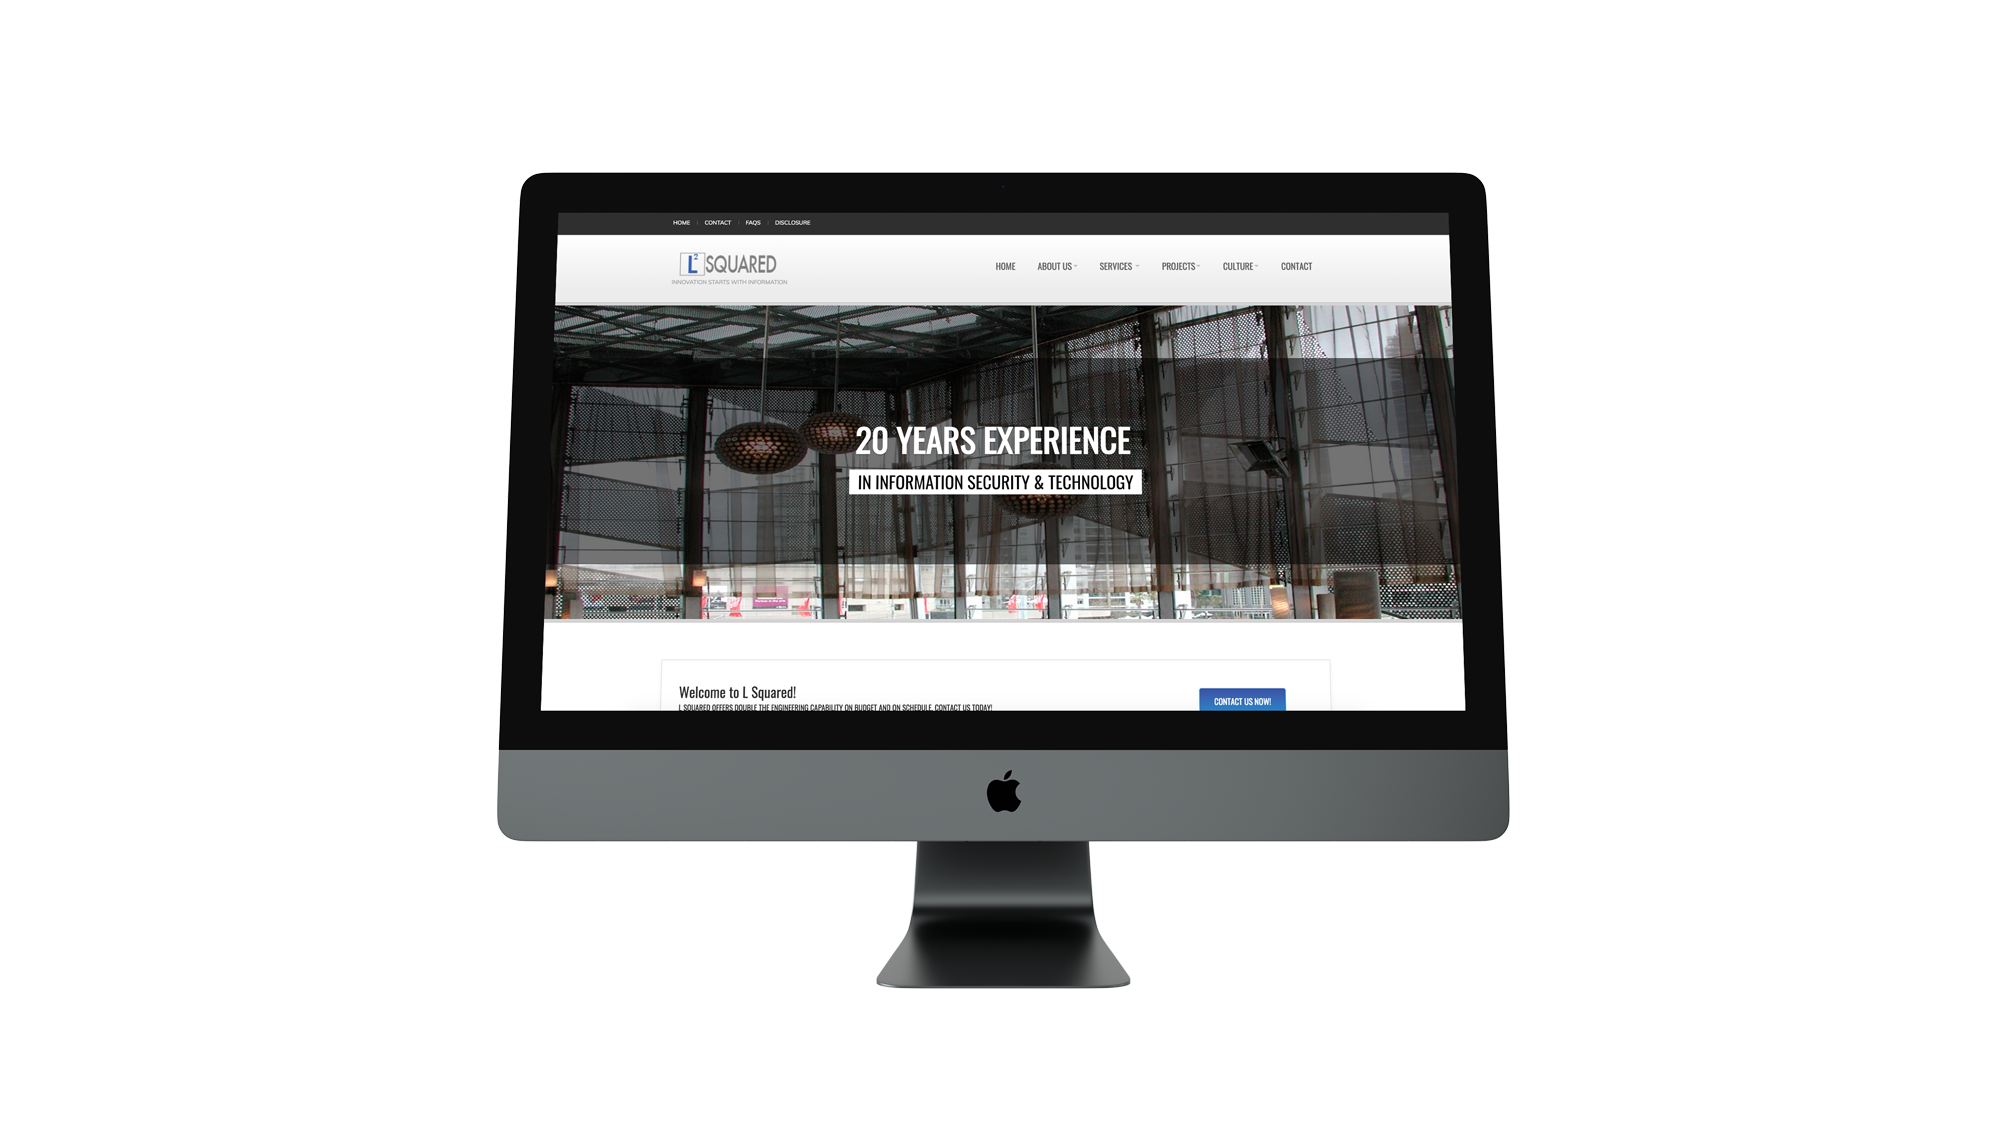 HOME CONTACT FAQS DISCLOSURE
L2 SQUARED
INNOVATION STARTS WITH INFORMATION
HOME ABOUT US SERVICES PROJECTS CULTURE CONTACT
20 YEARS EXPERIENCE
IN INFORMATION SECURITY & TECHNOLOGY
Welcome to L Squared!
L SQUARED OFFERS DOUBLE THE ENGINEERING CAPABILITY ON BUDGET AND ON SCHEDULE. CONTACT US TODAY!
CONTACT US NOW!